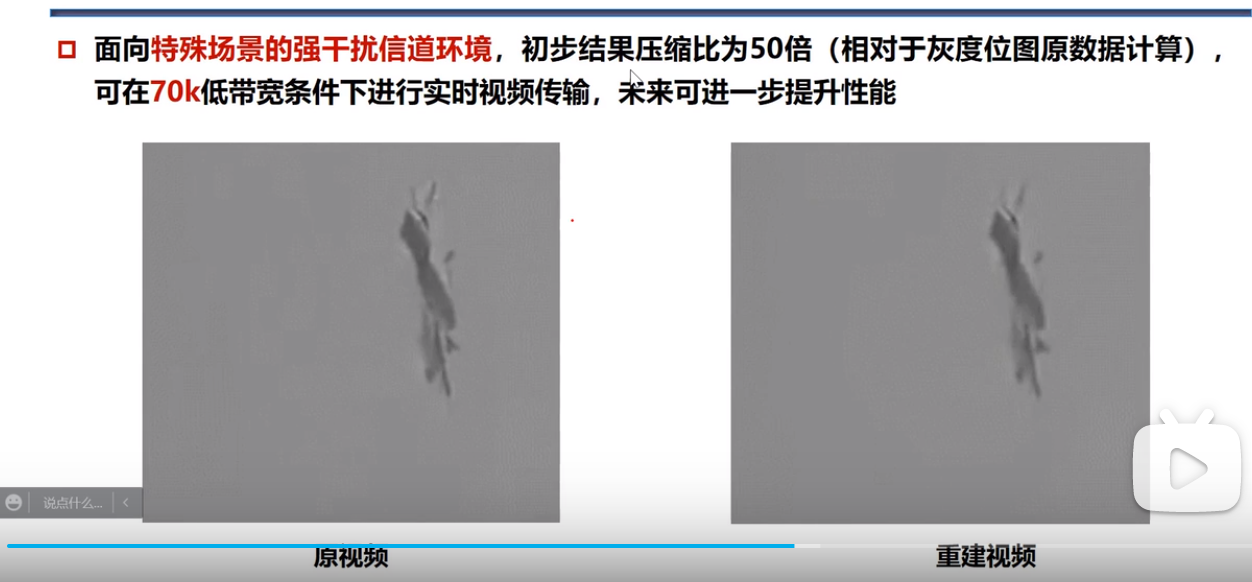 面向特殊场景的强干扰信道环境，初步结果压缩比为50倍（相对于灰度位图原数据计算），
可在70k低带宽条件下进行实时视频传输，未来可进一步提升性能
说点什么...
原视频
重建视频